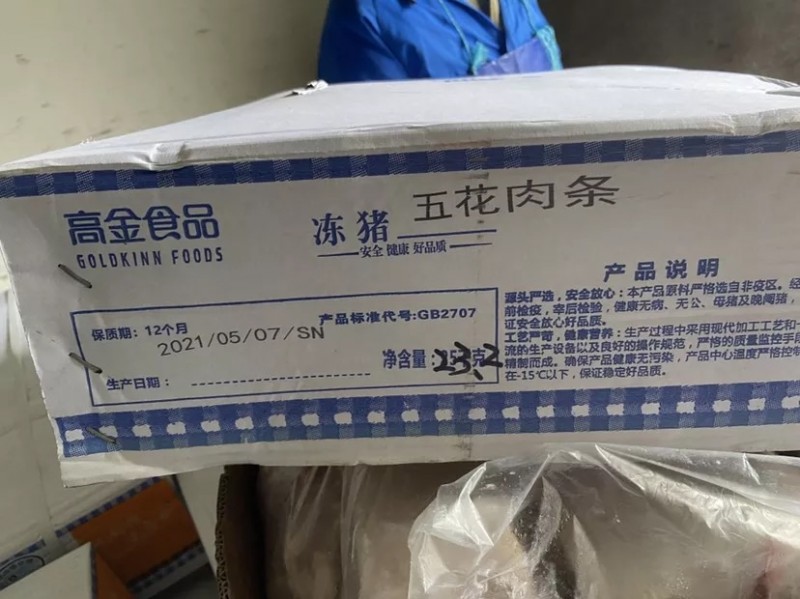 高金食品
GOLDKINN FOODS
冻猪 五花肉条
安全 健康 好品质
保质期：12个月
产品标准代号：GB2707
2021/05/07/SN
净含量：23.2
生产日期：
产品说明
源头严选，安全放心：本产品原料严格选自非疫区。经
前检疫，宰后检验，健康无病、无公、母猪及晚阉猪，
证安全放心好品质。
工艺严苛，健康营养：生产过程中采用现代加工工艺和一
流的生产设备以及良好的操作规范，严格的质量监控手段
精制而成。确保产品健康无污染，产品中心温度严格控制
在-15℃以下，保证稳定好品质。